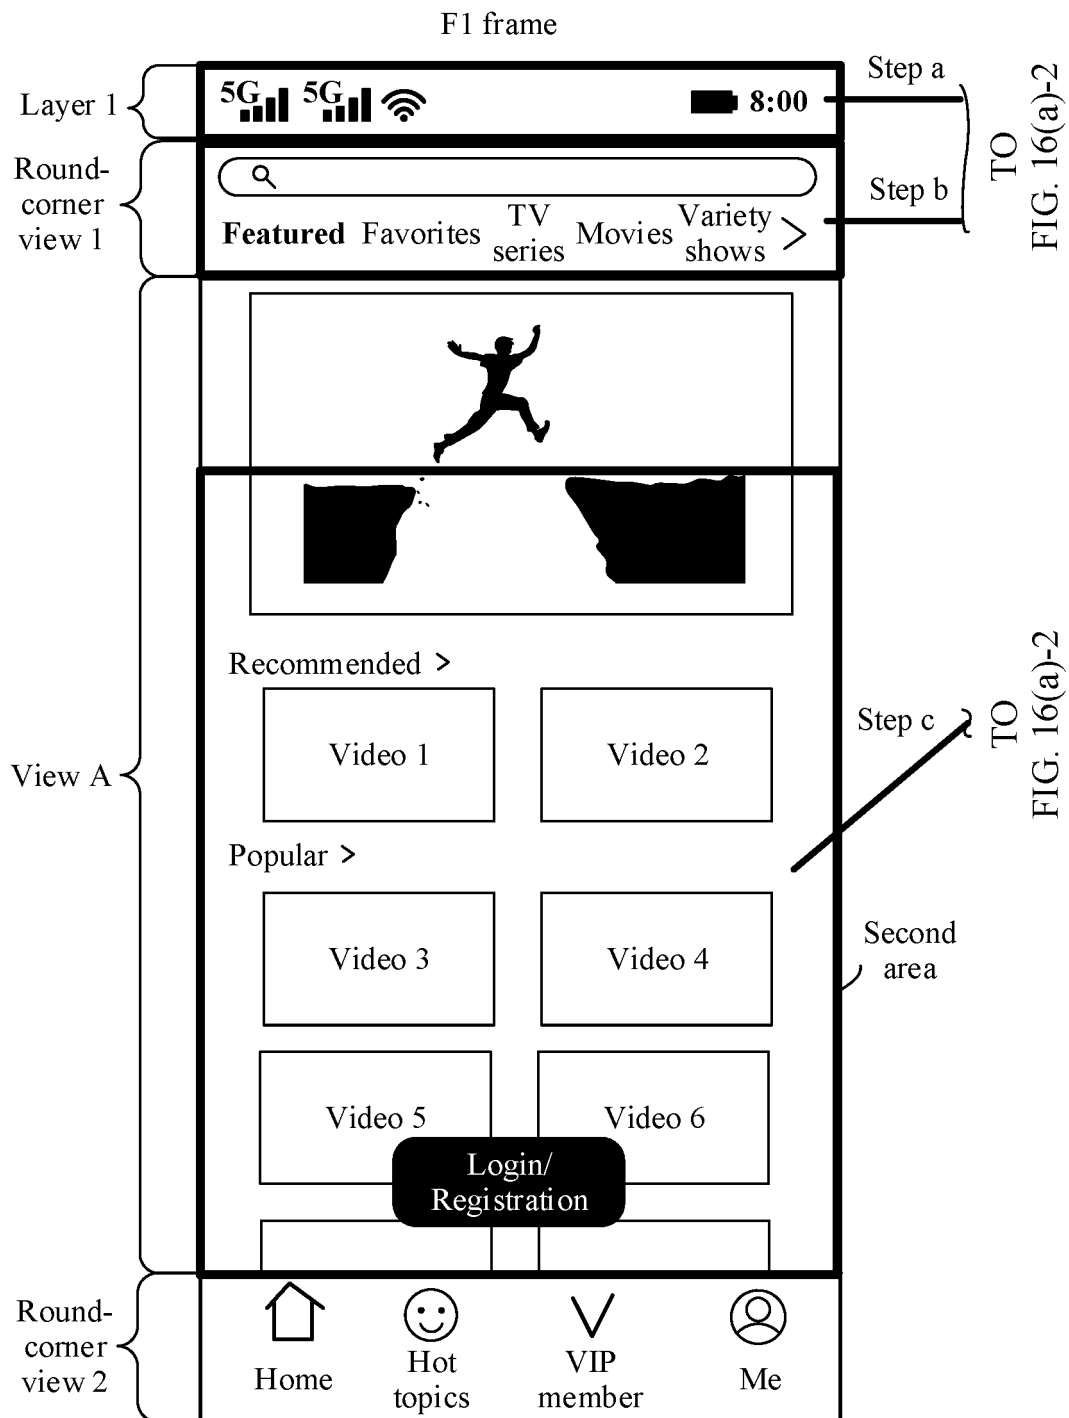 F1 frame
Layer 1
5G 5G 8:00
Step a
TO
FIG. 16(a)-2
Round-
corner
view 1
Step b
Featured Favorites TV
series Movies Variety
shows
View A
Recommended >
Video 1 Video 2
Step c
TO
FIG. 16(a)-2
Popular >
Video 3 Video 4
Second
area
Video 5 Video 6
Login/
Registration
Round-
corner
view 2
Home
Hot
topics
VIP
member
Me